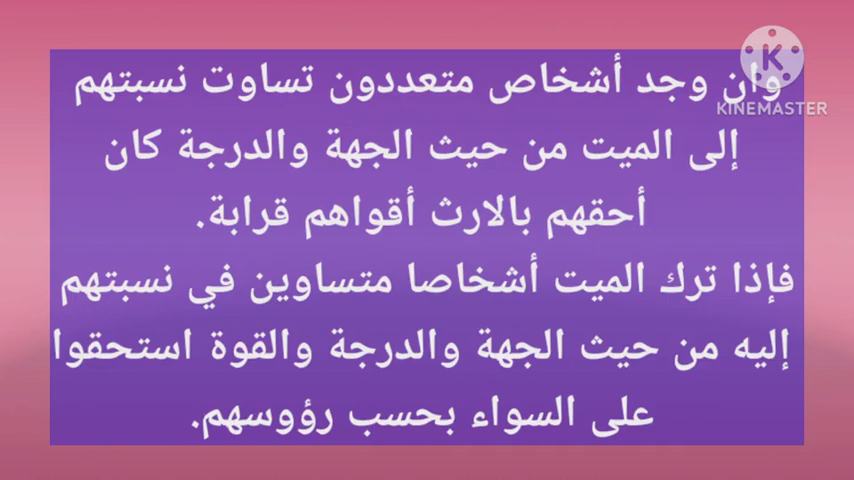 وان وجد أشخاص متعددون تساوت نسبتهم
إلى الميت من حيث الجهة والدرجة كان
أحقهم بالارث أقواهم قرابة.
فإذا ترك الميت أشخاصا متساوين في نسبتهم
إليه من حيث الجهة والدرجة والقوة استحقوا
على السواء بحسب رؤوسهم.
K
KINEMASTER